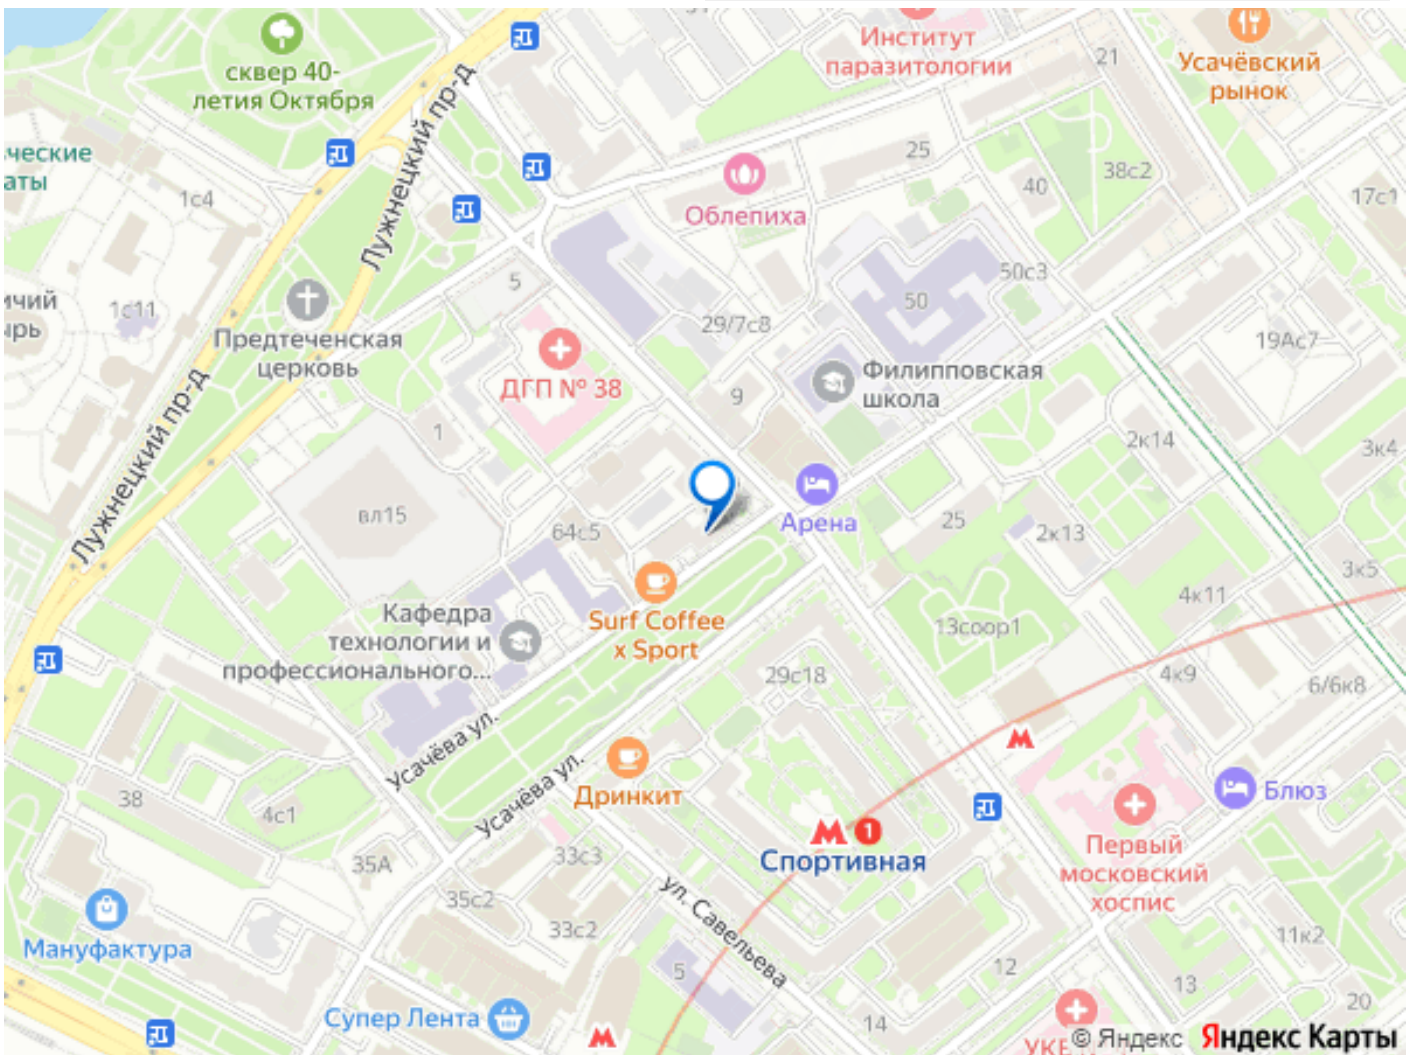 Институт
паразитологии
21
Усачёвский
рынок
сквер 40-
летия Октября
Лужнецкий пр-д
ческие
аты
1с4
25
38с2
40
17с1
Облепиха
5
50с3
ичий
ырь
1с11
50
Предтеченская
церковь
29/7с8
19Ас7
ДГП № 38
Филипповская
школа
9
Лужнецкий пр-д
1
2к14
3к4
вл15
64с5
Арена
25
2к13
3к5
Surf Coffee
x Sport
Кафедра
технологии и
профессионального...
4к11
13соор1
29с18
4к9
6/6к8
Усачёва ул.
Усачёва ул.
Дринкит
38
4с1
Блюз
1
Спортивная
33с3
35А
Первый
московский
хоспис
35с2
ул. Савельева
33с2
11к2
Мануфактура
5
12
13
20
Супер Лента
14
© Яндекс
Яндекс Карты